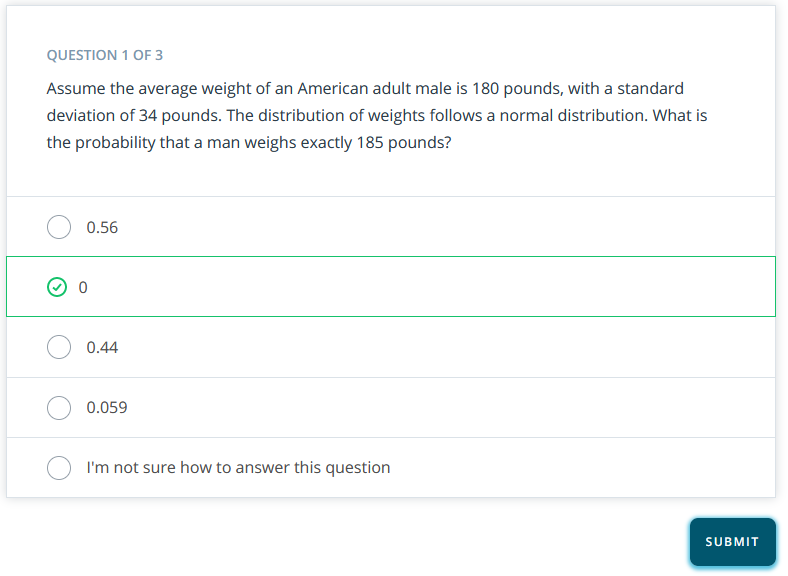 QUESTION 1 OF 3
Assume the average weight of an American adult male is 180 pounds, with a standard
deviation of 34 pounds. The distribution of weights follows a normal distribution. What is
the probability that a man weighs exactly 185 pounds?
0.56
0
0.44
0.059
I'm not sure how to answer this question
SUBMIT